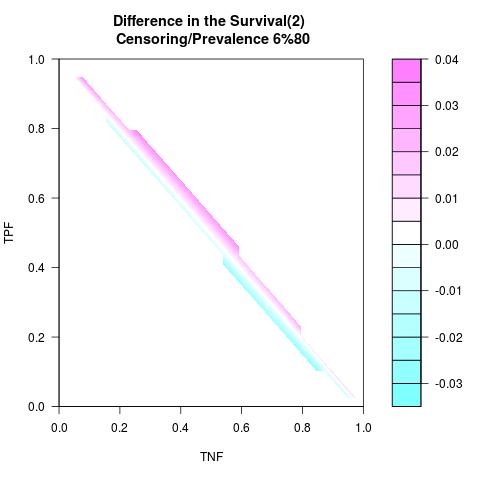 Difference in the Survival(2)
Censoring/Prevalence 6%80
1.0
0.8
0.6
0.4
0.2
0.0
TPF
0.0 0.2 0.4 0.6 0.8 1.0
TNF
0.04
0.03
0.02
0.01
0.00
-0.01
-0.02
-0.03